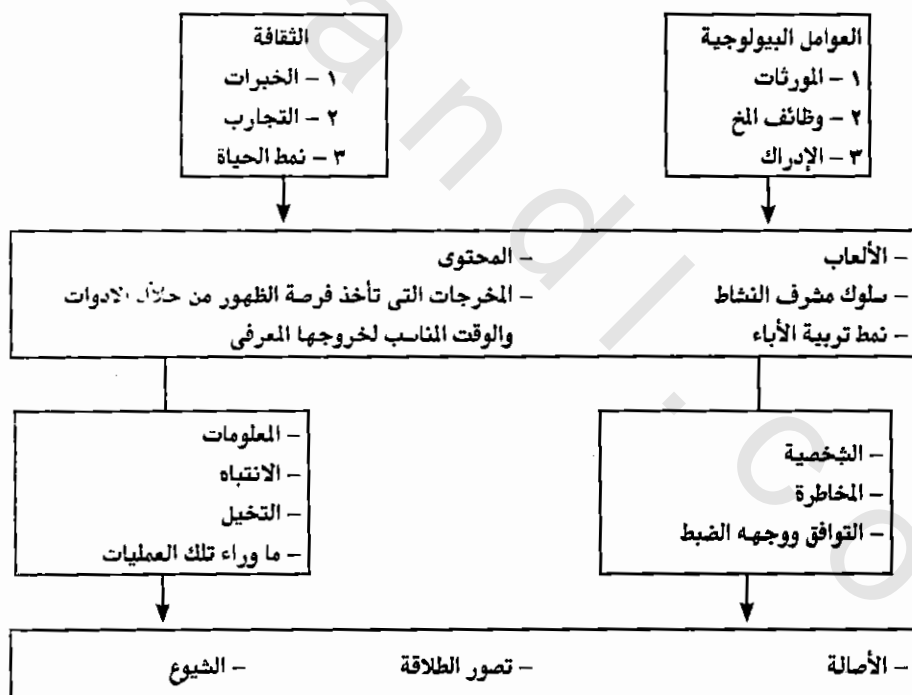 العوامل البيولوجية
١ – المورثات
٢ – وظائف المخ
٣ – الإدراك
الثقافة
١ – الخبرات
٢ – التجارب
٣ – نمط الحياة
– الألعاب
– سلوك مشرف النشاط
– نمط تربية الأباء
– المحتوى
– المخرجات التى تأخذ فرصة الظهور من خلال الادوات
والوقت المناسب لخروجها المعرفى
– الشخصية
– المخاطرة
– التوافق ووجهه الضبط
– المعلومات
– الانتباه
– التخيل
– ما وراء تلك العمليات
– الأصالة – تصور الطلاقة – الشيوع